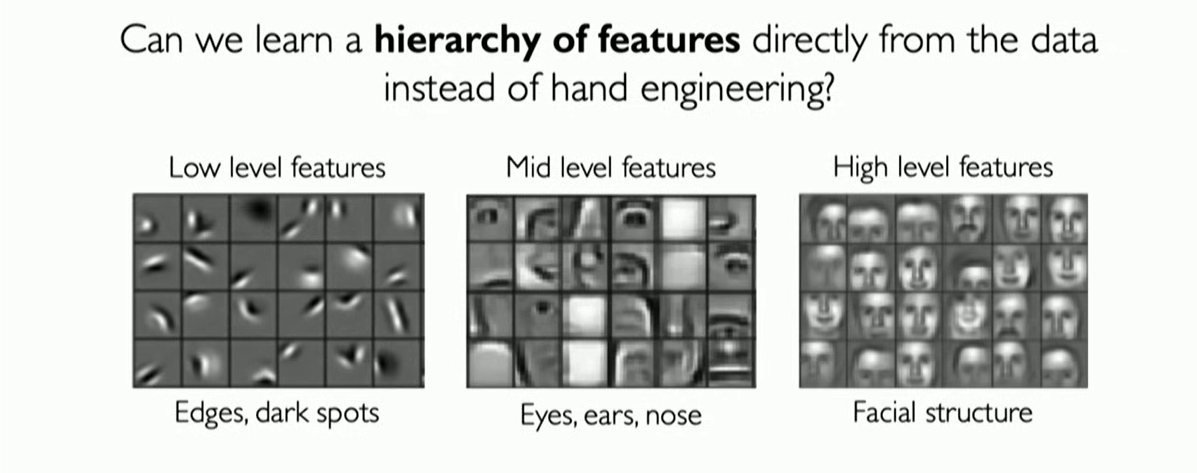 Can we learn a hierarchy of features directly from the data
instead of hand engineering?
Low level features
Mid level features
High level features
Edges, dark spots
Eyes, ears, nose
Facial structure